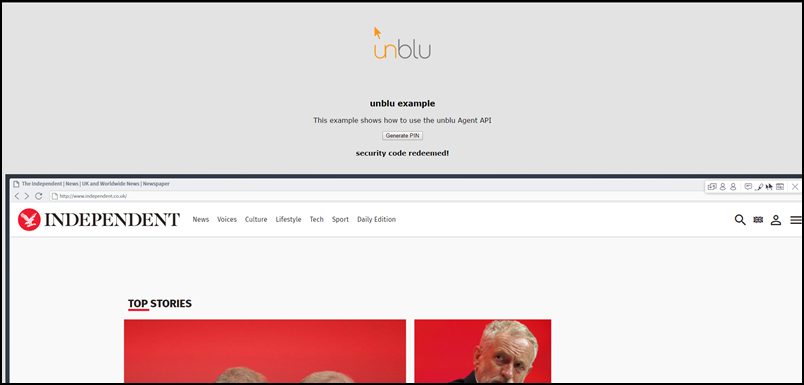 unblu
unblu example
This example shows how to use the unblu Agent API
Generate PIN
security code redeemed!
The Independent | News | UK and Worldwide News | Newspaper
http://www.independent.co.uk/
INDEPENDENT
News Voices Culture Lifestyle Tech Sport Daily Edition
TOP STORIES